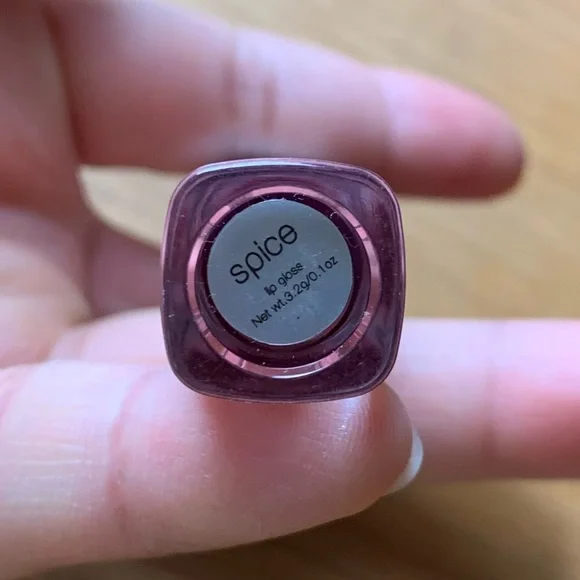 spice
lip gloss
Net wt.3.2g/0.1oz